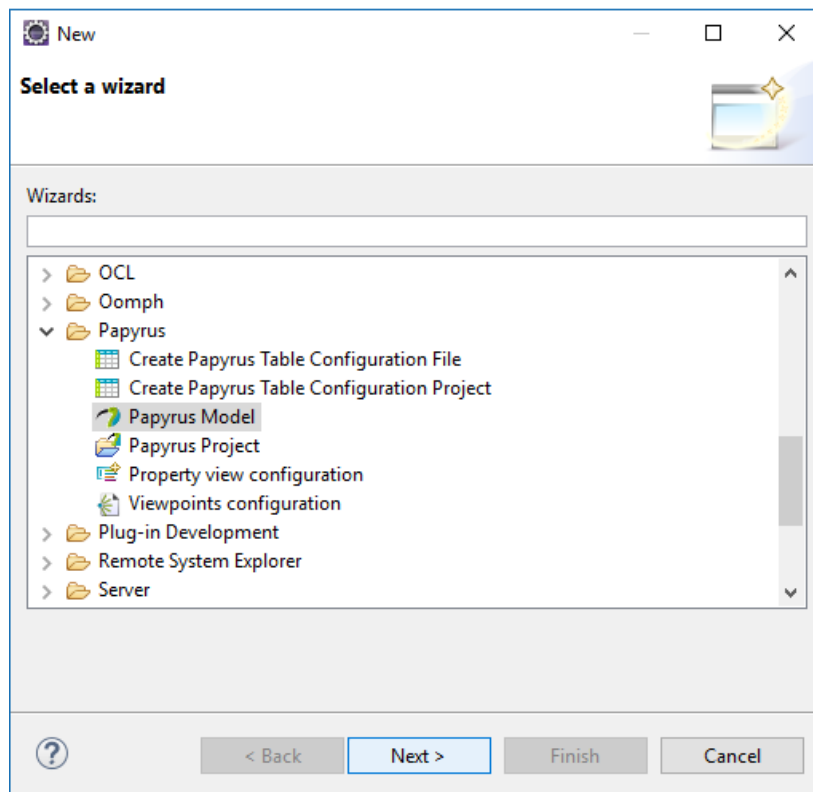 New
Select a wizard
Wizards:
OCL
Oomph
Papyrus
Create Papyrus Table Configuration File
Create Papyrus Table Configuration Project
Papyrus Model
Papyrus Project
Property view configuration
Viewpoints configuration
Plug-in Development
Remote System Explorer
Server
? < Back Next > Finish Cancel